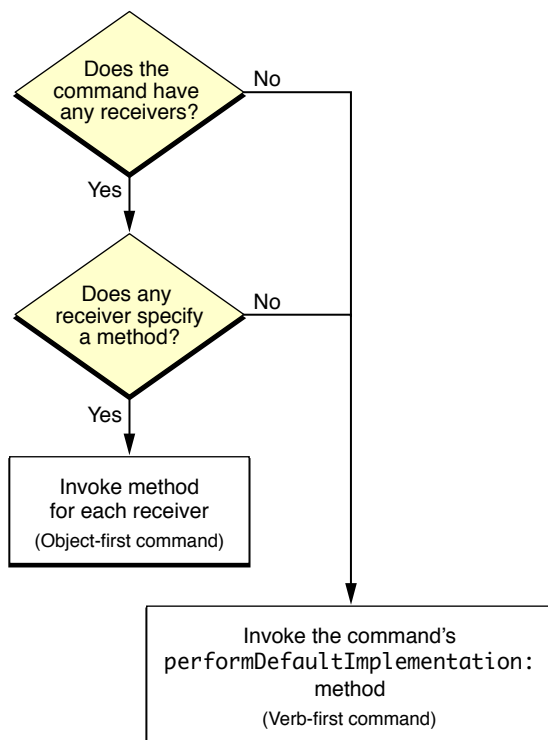 Does the
command have
any receivers?
No
Yes
Does any
receiver specify
a method?
No
Yes
Invoke method
for each receiver
(Object-first command)
Invoke the command’s
performDefaultImplementation:
method
(Verb-first command)